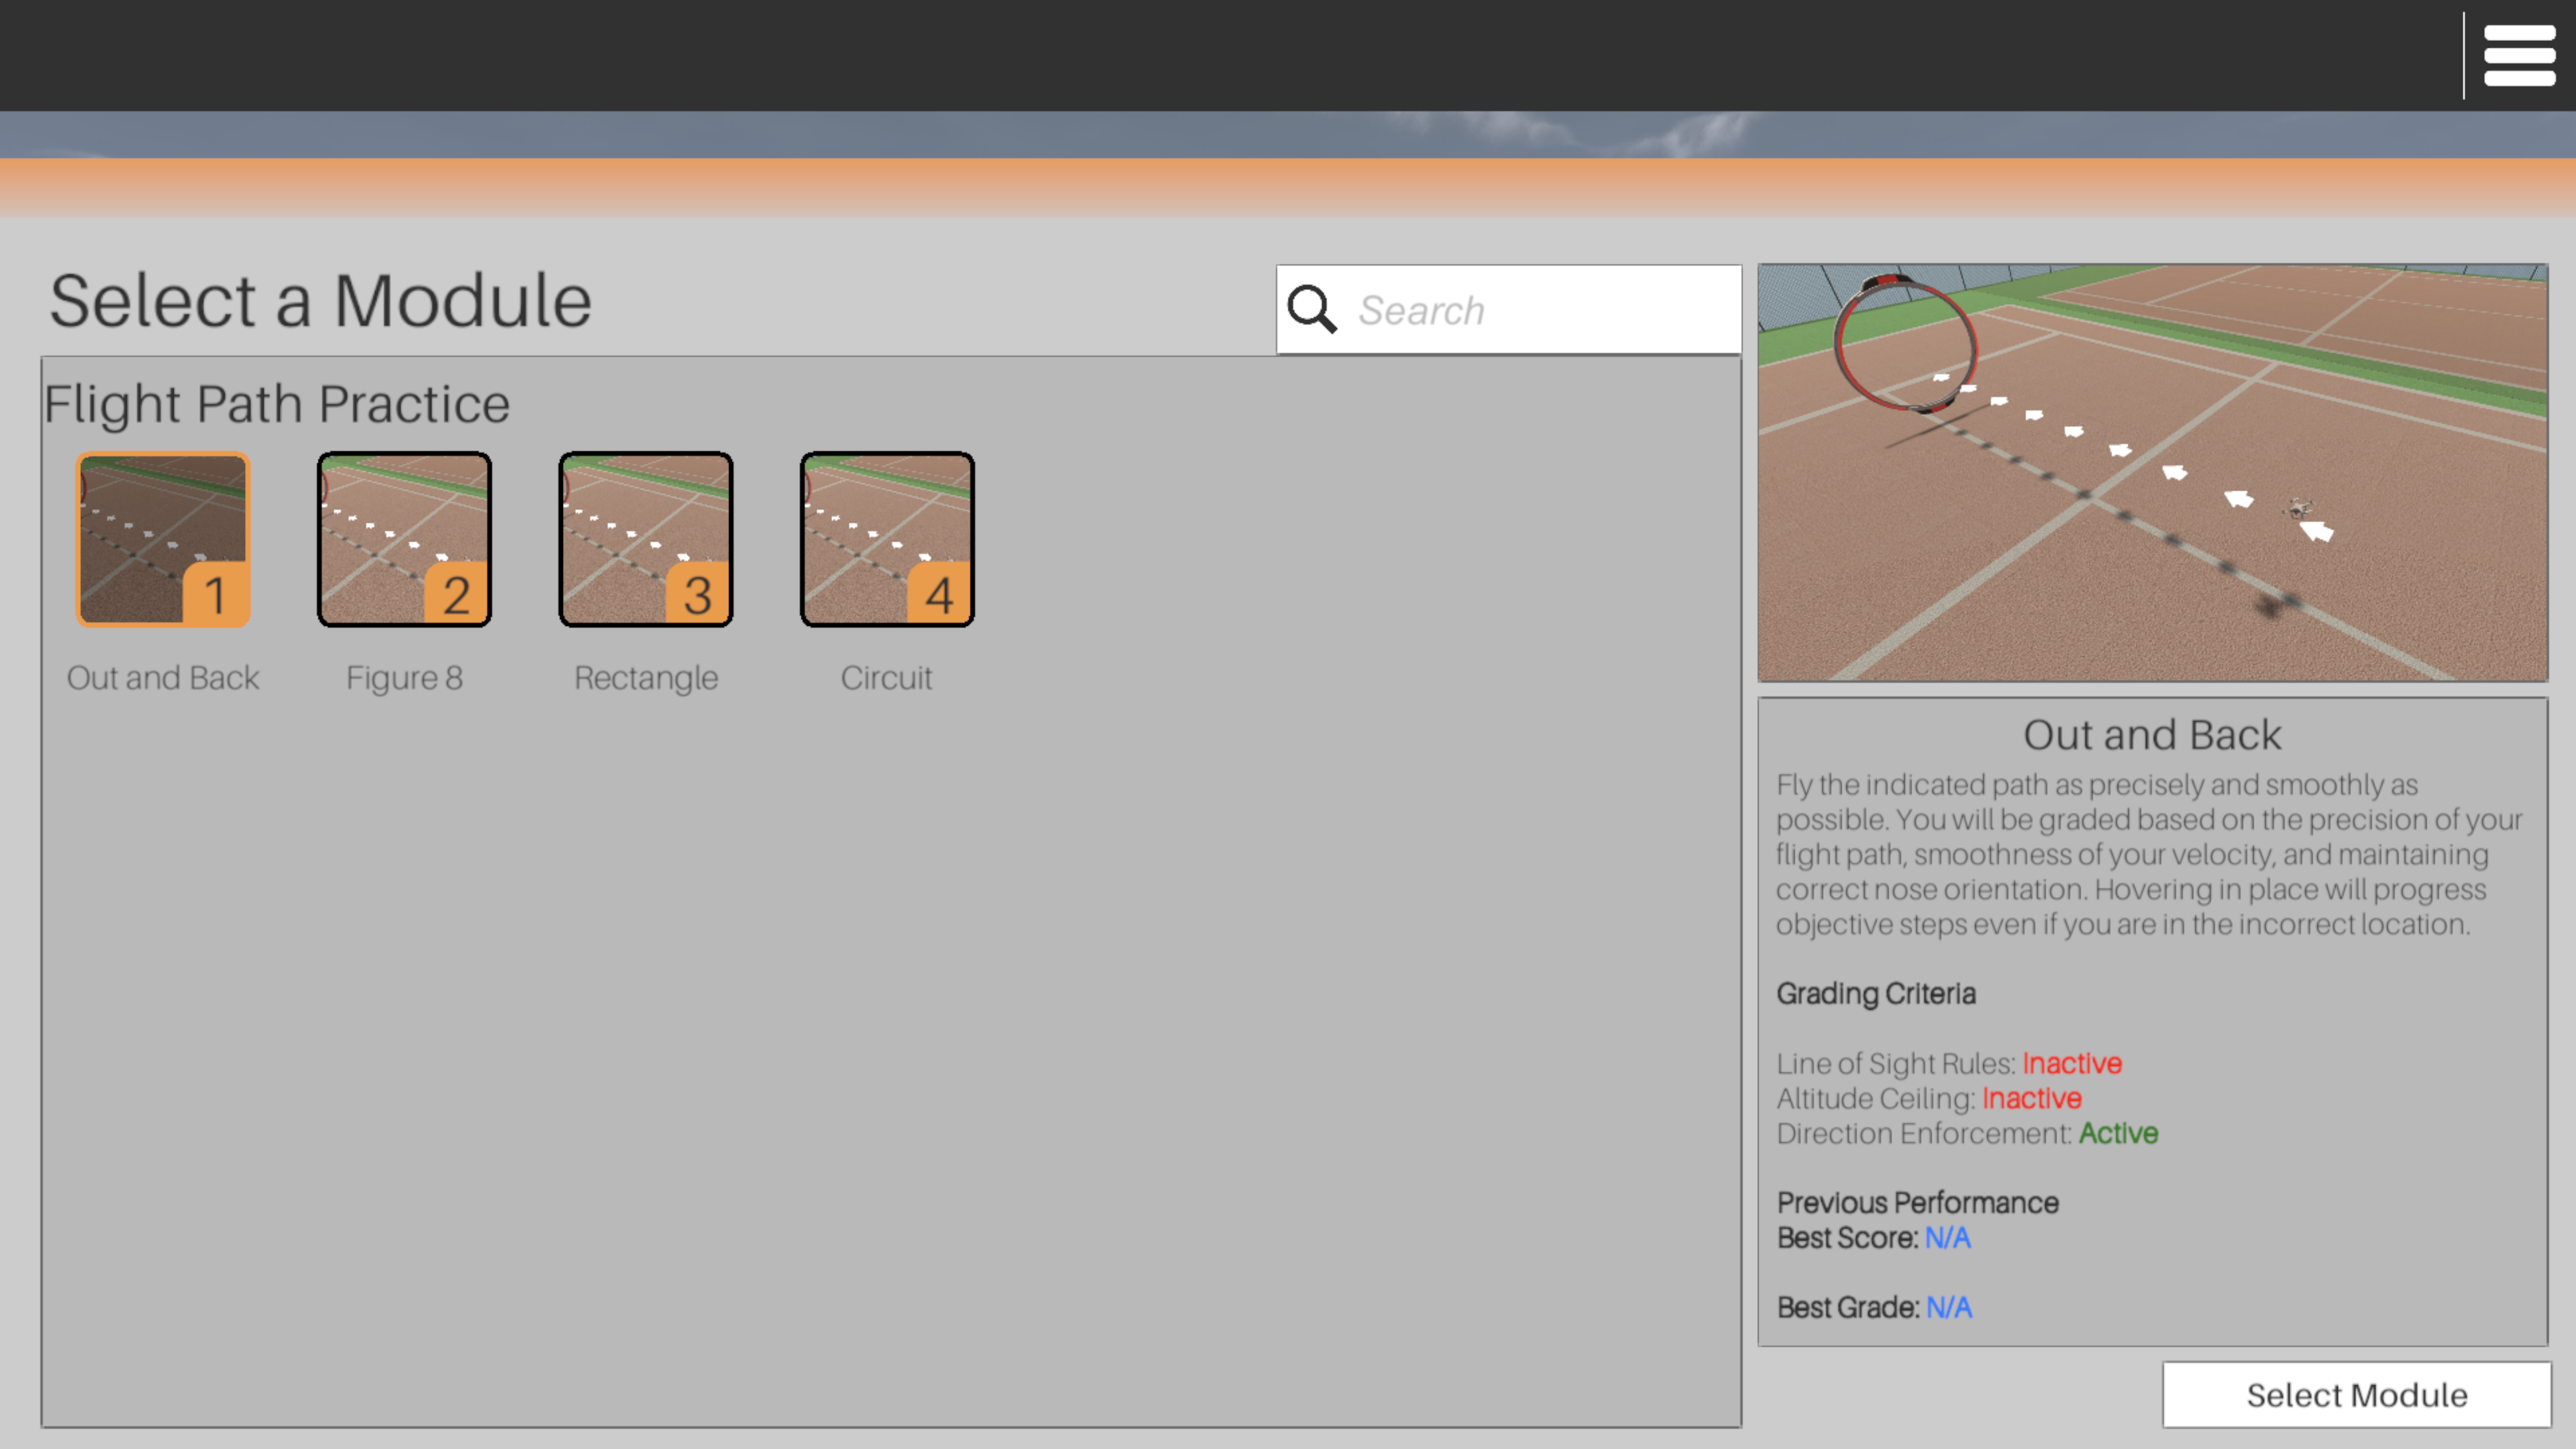 Select a Module
Search
Flight Path Practice
1
2
3
4
Out and Back
Figure 8
Rectangle
Circuit
Out and Back
Fly the indicated path as precisely and smoothly as
possible. You will be graded based on the precision of your
flight path, smoothness of your velocity, and maintaining
correct nose orientation. Hovering in place will progress
objective steps even if you are in the incorrect location.
Grading Criteria
Line of Sight Rules: Inactive
Altitude Ceiling: Inactive
Direction Enforcement: Active
Previous Performance
Best Score: N/A
Best Grade: N/A
Select Module